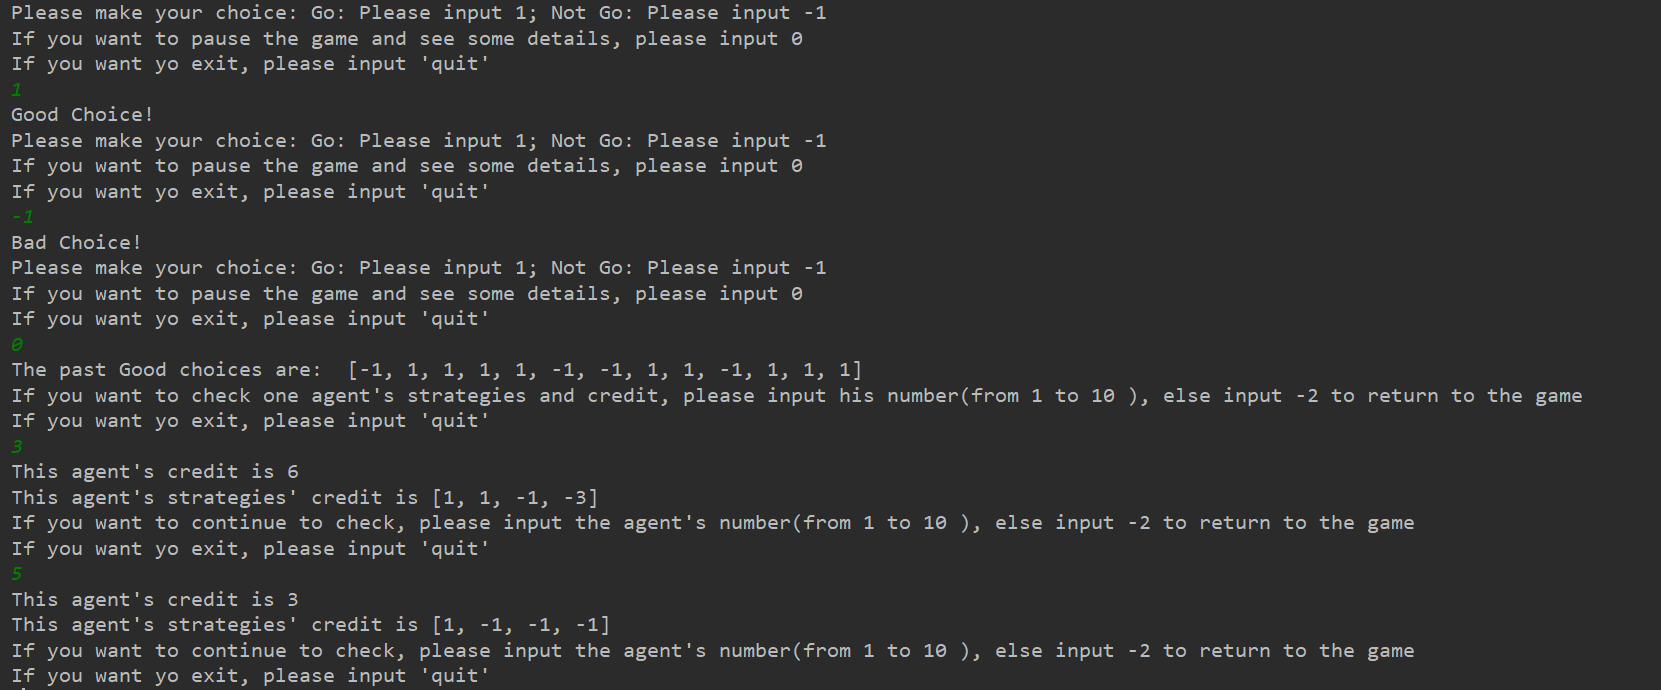 Please make your choice: Go: Please input 1; Not Go: Please input -1
If you want to pause the game and see some details, please input 0
If you want yo exit, please input 'quit'
1
Good Choice!
Please make your choice: Go: Please input 1; Not Go: Please input -1
If you want to pause the game and see some details, please input 0
If you want yo exit, please input 'quit'
-1
Bad Choice!
Please make your choice: Go: Please input 1; Not Go: Please input -1
If you want to pause the game and see some details, please input 0
If you want yo exit, please input 'quit'
0
The past Good choices are:  [-1, 1, 1, 1, 1, -1, -1, 1, 1, -1, 1, 1, 1]
If you want to check one agent's strategies and credit, please input his number(from 1 to 10 ), else input -2 to return to the game
If you want yo exit, please input 'quit'
3
This agent's credit is 6
This agent's strategies' credit is [1, 1, -1, -3]
If you want to continue to check, please input the agent's number(from 1 to 10 ), else input -2 to return to the game
If you want yo exit, please input 'quit'
5
This agent's credit is 3
This agent's strategies' credit is [1, -1, -1, -1]
If you want to continue to check, please input the agent's number(from 1 to 10 ), else input -2 to return to the game
If you want yo exit, please input 'quit'